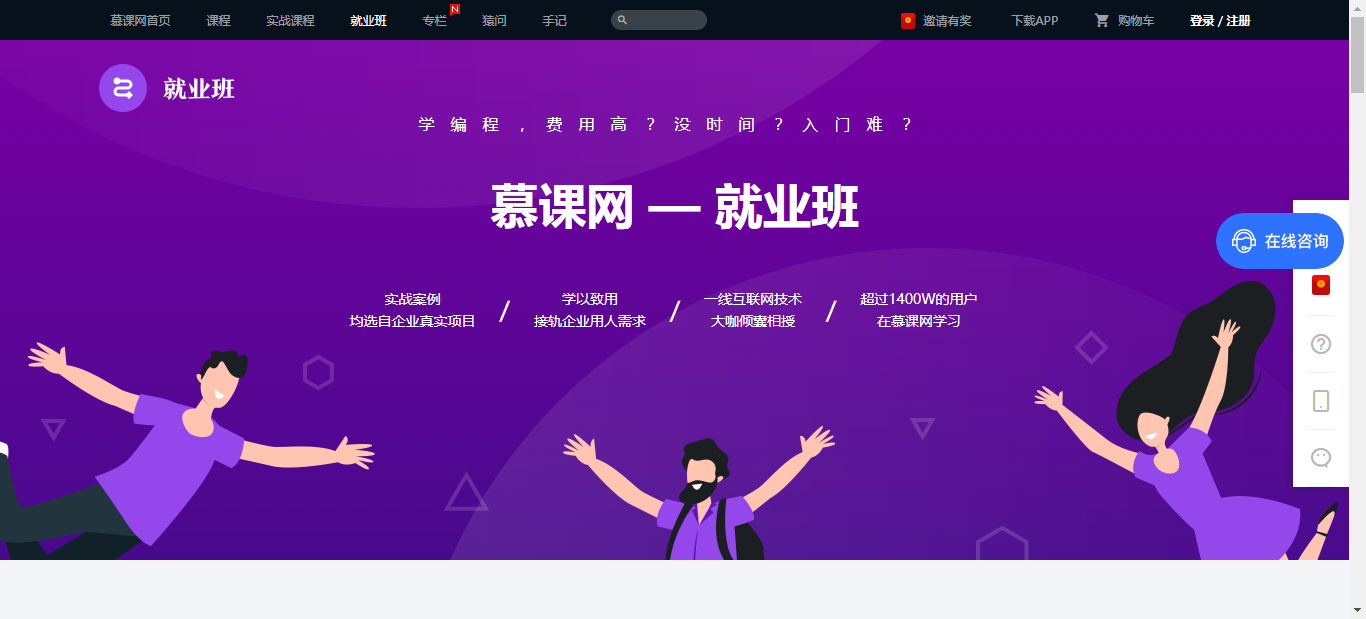 慕课网首页 课程 实战课程 就业班 专栏 N 猿问 手记 邀请有奖 下载APP 购物车 登录 / 注册
就业班
学编程，费用高？没时间？入门难？
慕课网 — 就业班
在线咨询
实战案例 / 学以致用 / 一线互联网技术 / 超过1400W的用户
均选自企业真实项目 接轨企业用人需求 大咖倾囊相授 在慕课网学习